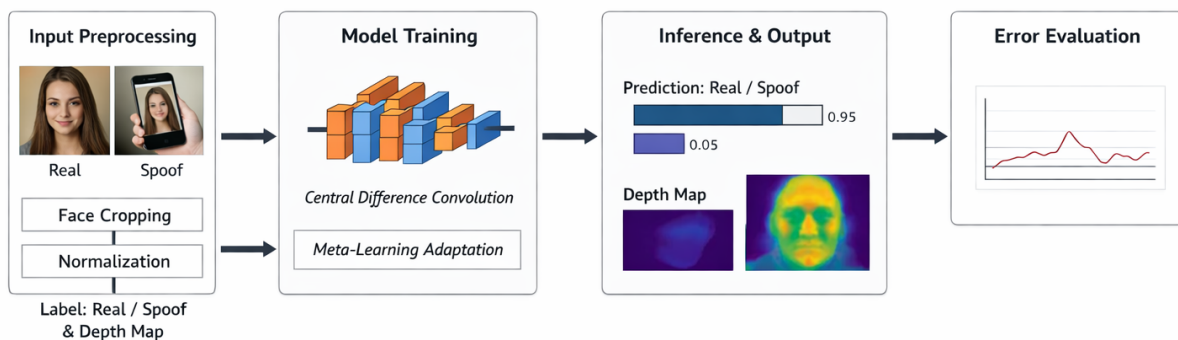 Input Preprocessing
Real
Spoof
Face Cropping
Normalization
Label: Real / Spoof
& Depth Map
Model Training
Central Difference Convolution
Meta-Learning Adaptation
Inference & Output
Prediction: Real / Spoof
0.95
0.05
Depth Map
Error Evaluation